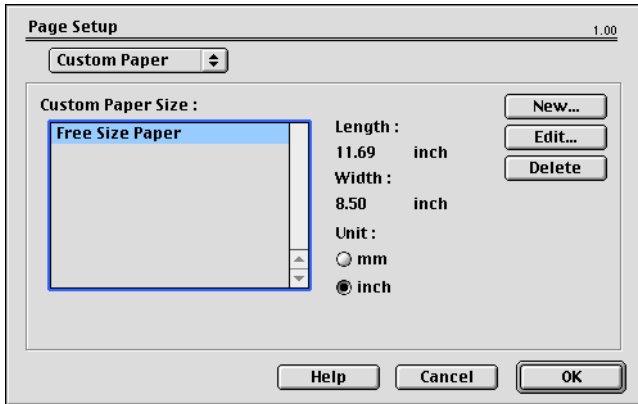 Page Setup
1.00
Custom Paper
Custom Paper Size :
Free Size Paper
Length :
11.69 inch
Width :
8.50 inch
Unit :
mm
inch
New...
Edit...
Delete
Help
Cancel
OK